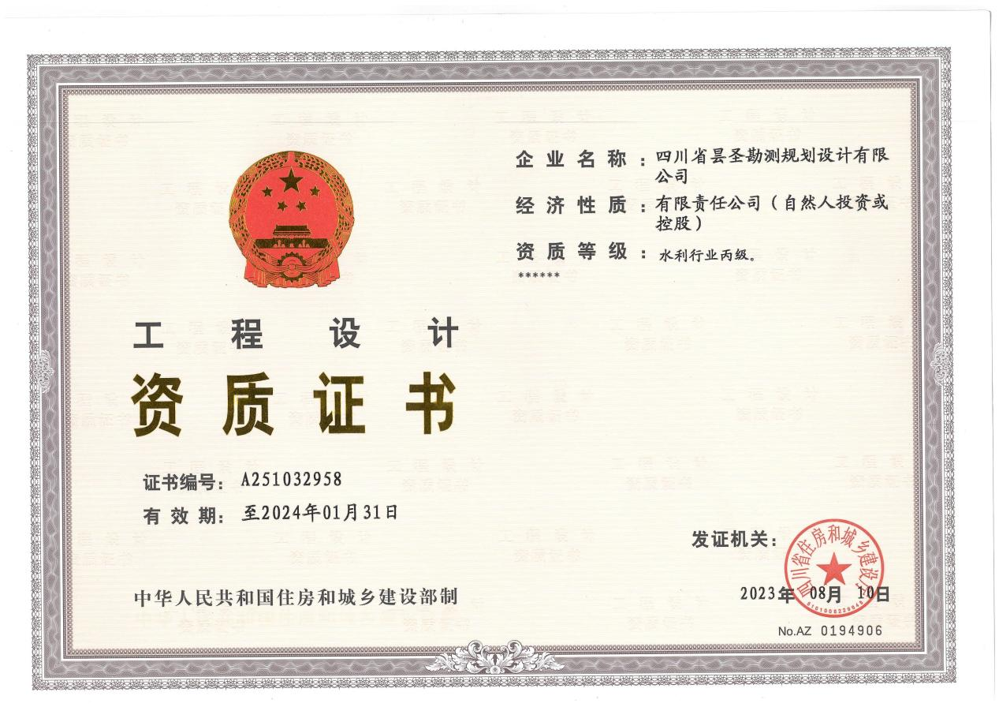 工程设计
资质证书
证书编号： A251032958
有效期： 至2024年01月31日
中华人民共和国住房和城乡建设部制
企业名称：四川省昙圣勘测规划设计有限
公司
经济性质：有限责任公司（自然人投资或
控股）
资质等级：水利行业丙级。
******
发证机关：
四川省住房和城乡建设厅
2023年 08月 10日
No.AZ 0194906